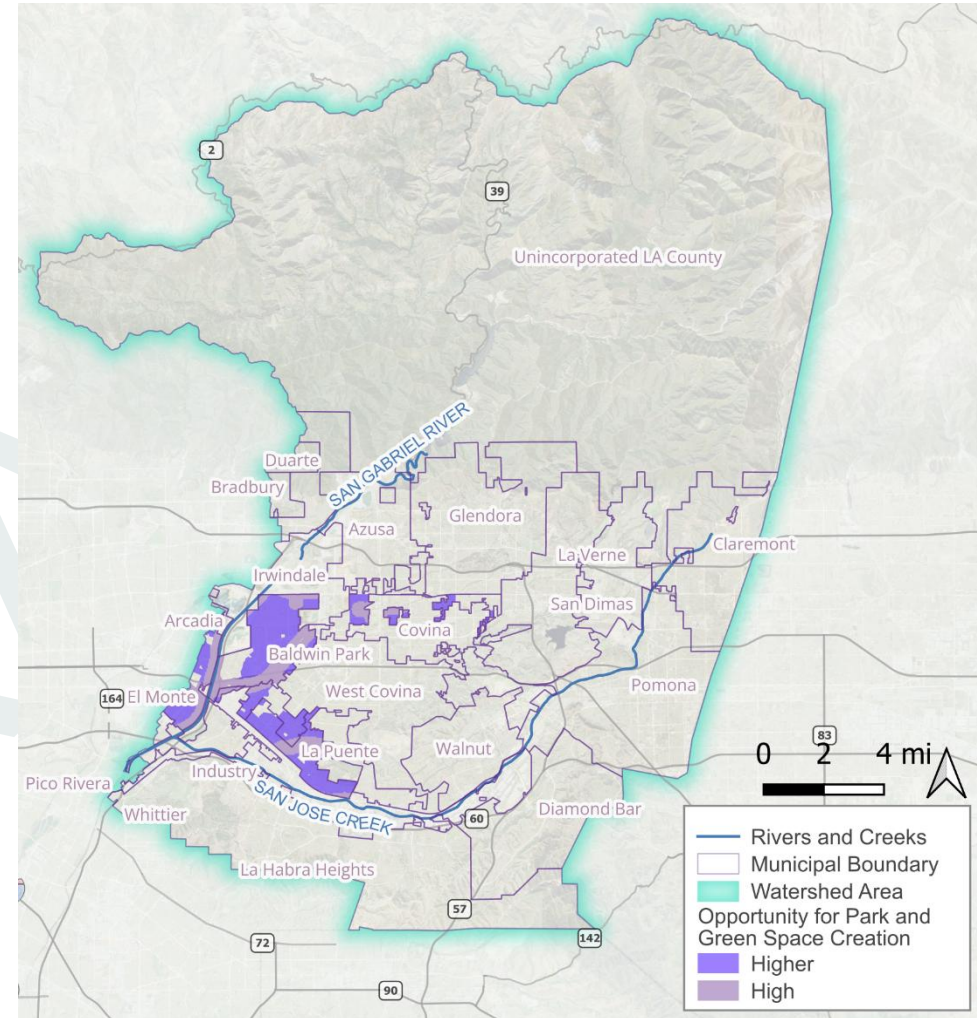 2
39
Unincorporated LA County
SAN GABRIEL RIVER
Duarte
Bradbury
Glendora
Azusa
Claremont
La Verne
Irwindale
San Dimas
Arcadia
Covina
Baldwin Park
Pomona
West Covina
164
El Monte
83
Walnut
La Puente
0 2 4 mi
Industry
Pico Rivera
SAN JOSE CREEK
Diamond Bar
Whittier
60
La Habra Heights
57
142
72
90
Rivers and Creeks
Municipal Boundary
Watershed Area
Opportunity for Park and
Green Space Creation
Higher
High